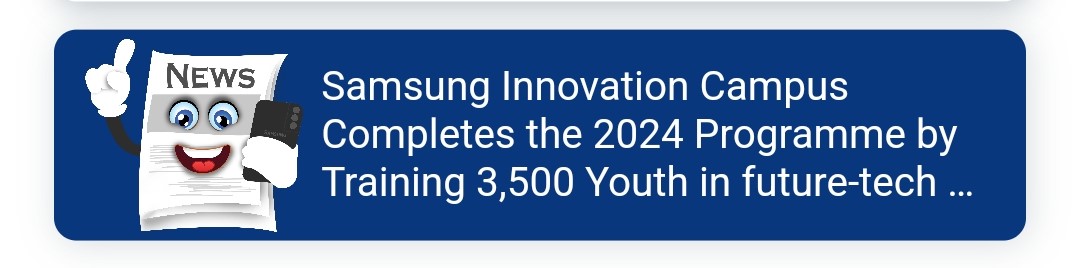 NEWS
Samsung Innovation Campus
Completes the 2024 Programme by
Training 3,500 Youth in future-tech ...